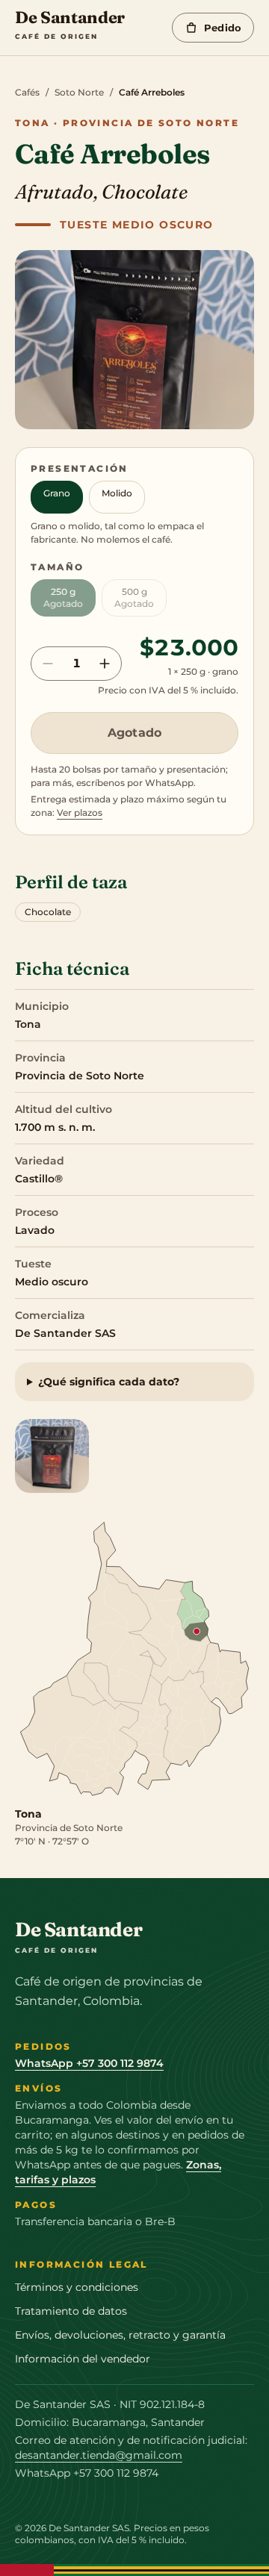 De Santander
CAFÉ DE ORIGEN
Pedido
Cafés / Soto Norte / Café Arreboles
TONA · PROVINCIA DE SOTO NORTE
Café Arreboles
Afrutado, Chocolate
TUESTE MEDIO OSCURO
ARREBOLES
Café
PRESENTACIÓN
Grano
Molido
Grano o molido, tal como lo empaca el
fabricante. No molemos el café.
TAMAÑO
250 g
Agotado
500 g
Agotado
1
$23.000
1 × 250 g · grano
Precio con IVA del 5 % incluido.
Agotado
Hasta 20 bolsas por tamaño y presentación;
para más, escríbenos por WhatsApp.
Entrega estimada y plazo máximo según tu
zona: Ver plazos
Perfil de taza
Chocolate
Ficha técnica
Municipio
Tona
Provincia
Provincia de Soto Norte
Altitud del cultivo
1.700 m s. n. m.
Variedad
Castillo®
Proceso
Lavado
Tueste
Medio oscuro
Comercializa
De Santander SAS
¿Qué significa cada dato?
Tona
Provincia de Soto Norte
7°10' N · 72°57' O
De Santander
CAFÉ DE ORIGEN
Café de origen de provincias de
Santander, Colombia.
PEDIDOS
WhatsApp +57 300 112 9874
ENVÍOS
Enviamos a todo Colombia desde
Bucaramanga. Ves el valor del envío en tu
carrito; en algunos destinos y en pedidos de
más de 5 kg te lo confirmamos por
WhatsApp antes de que pagues. Zonas,
tarifas y plazos
PAGOS
Transferencia bancaria o Bre-B
INFORMACIÓN LEGAL
Términos y condiciones
Tratamiento de datos
Envíos, devoluciones, retracto y garantía
Información del vendedor
De Santander SAS · NIT 902.121.184-8
Domicilio: Bucaramanga, Santander
Correo de atención y de notificación judicial:
desantander.tienda@gmail.com
WhatsApp +57 300 112 9874
© 2026 De Santander SAS. Precios en pesos
colombianos, con IVA del 5 % incluido.